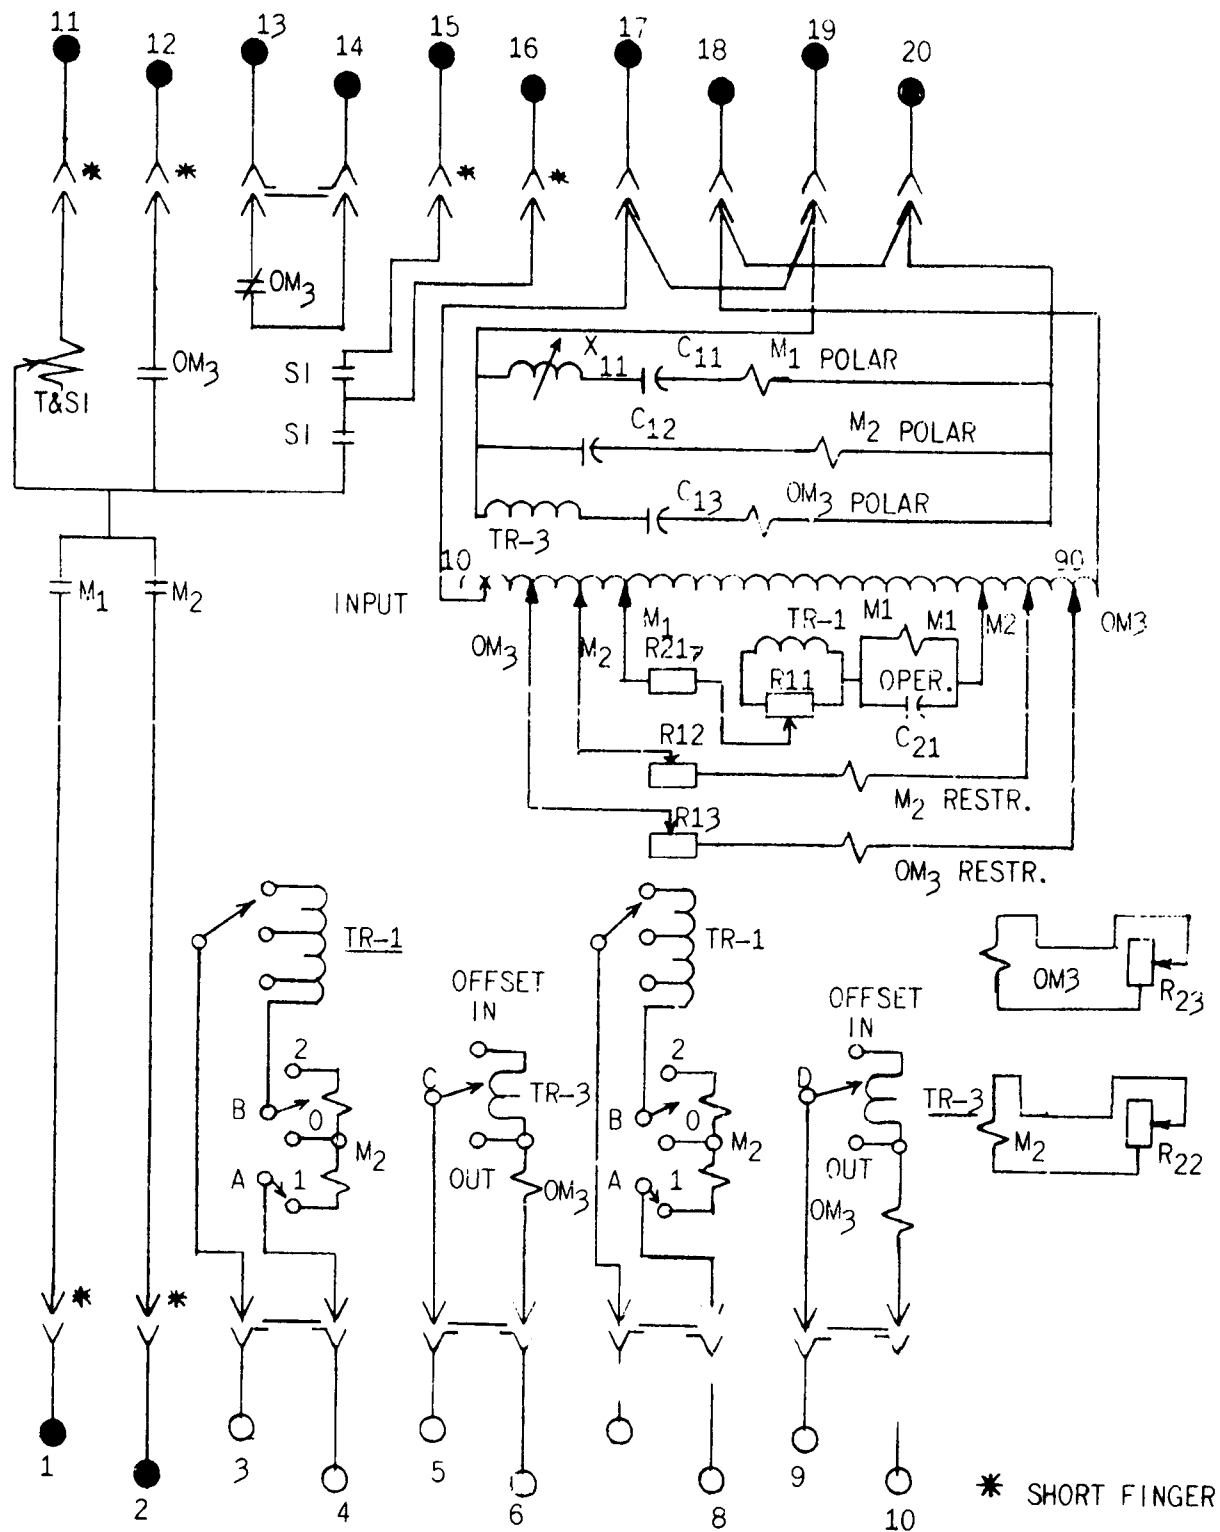 11
12
13
14
15
16
17
18
19
20
*
*
*
*
OM3
X11
C11
M1 POLAR
OM3
SI
T&SI
SI
C12
M2 POLAR
C13
OM3 POLAR
TR-3
10
90
M1
M2
INPUT
OM3
M2
M1
TR-1
M1
M1
M2
OM3
R21
R11
OPER.
C21
R12
M2 RESTR.
R13
OM3 RESTR.
TR-1
TR-1
OFFSET
IN
OFFSET
IN
OM3
R23
2
C
TR-3
2
D
TR-3
B
0
B
0
M2
M2
M2
R22
A
1
OUT
OM3
A
1
OUT
OM3
*
*
1
2
3
4
5
6
8
9
10
* SHORT FINGER